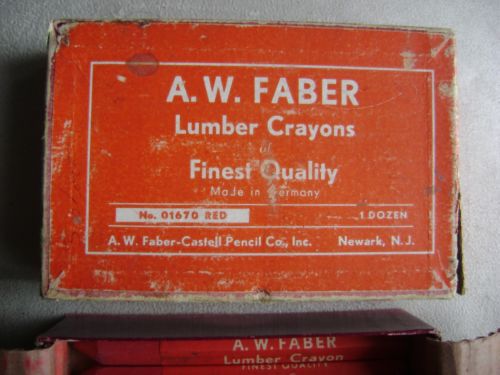 A. W. FABER
Lumber Crayons
of
Finest Quality
Made in Germany
No. 01670 RED 1 DOZEN
A. W. Faber-Castell Pencil Co., Inc. Newark, N. J.
A. W. FABER
Lumber Crayon
FINEST QUALITY